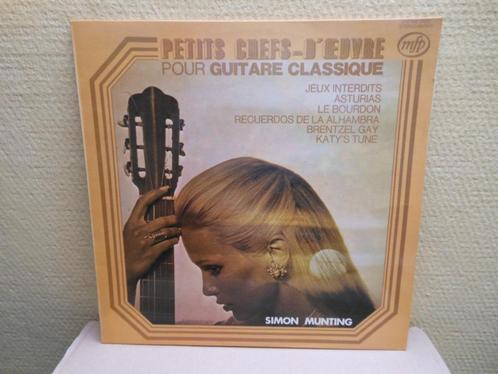 PETITS CHEFS-D'ŒUVRE
mfp
POUR GUITARE CLASSIQUE
JEUX INTERDITS
ASTURIAS
LE BOURDON
RECUERDOS DE LA ALHAMBRA
BRENTZEL GAY
KATY'S TUNE
SIMON MUNTING